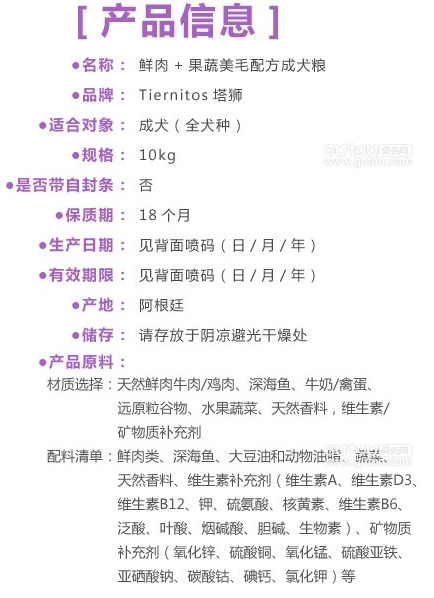 [ 产品信息 ]
●名称： 鲜肉 + 果蔬美毛配方成犬粮
●品牌： Tiernitos 塔狮
●适合对象： 成犬（全犬种）
●规格： 10kg
●是否带自封条： 否
●保质期： 18 个月
●生产日期： 见背面喷码（日 / 月 / 年）
●有效期限： 见背面喷码（日 / 月 / 年）
●产地： 阿根廷
●储存： 请存放于阴凉避光干燥处
●产品原料：
材质选择：天然鲜肉牛肉/鸡肉、深海鱼、牛奶/禽蛋、
远原粒谷物、水果蔬菜、天然香料，维生素/
矿物质补充剂
配料清单：鲜肉类、深海鱼、大豆油和动物油脂、蔬菜、
天然香料、维生素补充剂（维生素A、维生素D3、
维生素B12、钾、硫氨酸、核黄素、维生素B6、
泛酸、叶酸、烟碱酸、胆碱、生物素）、矿物质
补充剂（氧化锌、硫酸铜、氧化锰、硫酸亚铁、
亚硒酸钠、碳酸钴、碘钙、氯化钾）等